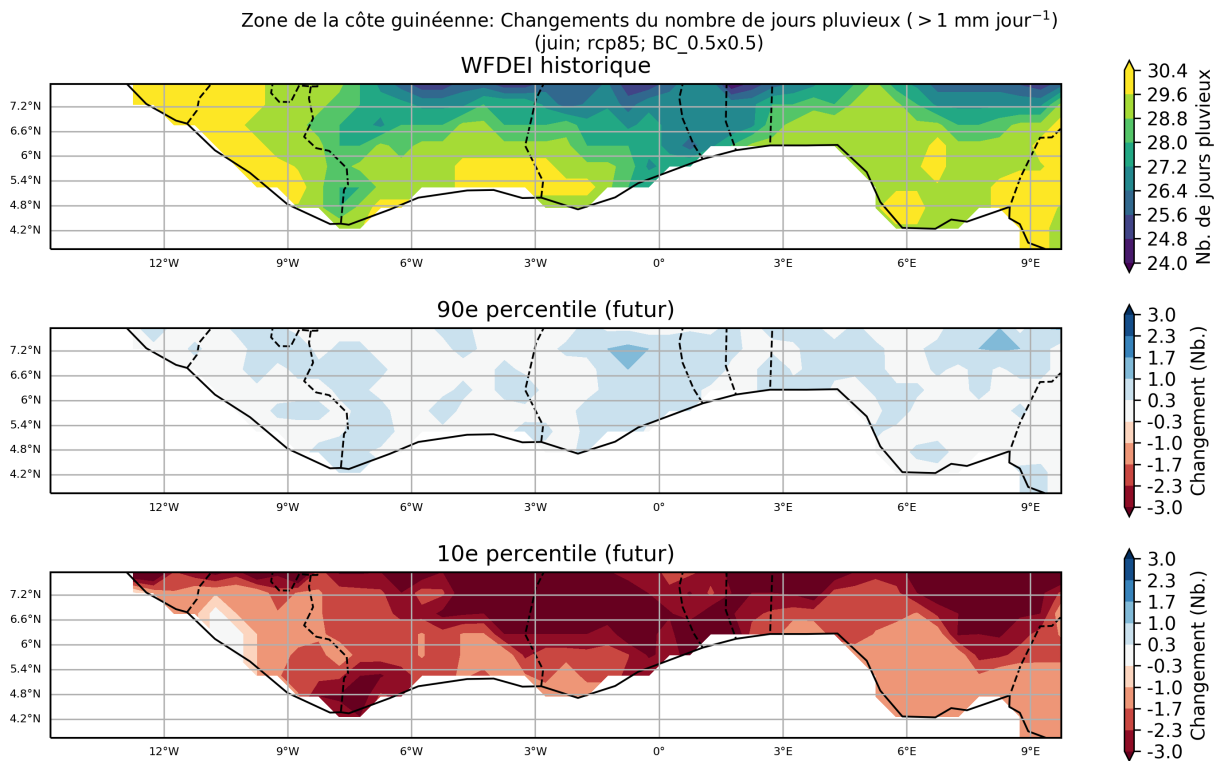 Zone de la côte guinéenne: Changements du nombre de jours pluvieux ( > 1 mm jour⁻¹)
(juin; rcp85; BC_0.5x0.5)
WFDEI historique
7.2°N
6.6°N
6°N
5.4°N
4.8°N
4.2°N
12°W 9°W 6°W 3°W 0° 3°E 6°E 9°E
30.4
29.6
28.8
28.0
27.2
26.4
25.6
24.8
24.0
Nb. de jours pluvieux
90e percentile (futur)
7.2°N
6.6°N
6°N
5.4°N
4.8°N
4.2°N
12°W 9°W 6°W 3°W 0° 3°E 6°E 9°E
3.0
2.3
1.7
1.0
0.3
-0.3
-1.0
-1.7
-2.3
-3.0
Changement (Nb.)
10e percentile (futur)
7.2°N
6.6°N
6°N
5.4°N
4.8°N
4.2°N
12°W 9°W 6°W 3°W 0° 3°E 6°E 9°E
3.0
2.3
1.7
1.0
0.3
-0.3
-1.0
-1.7
-2.3
-3.0
Changement (Nb.)